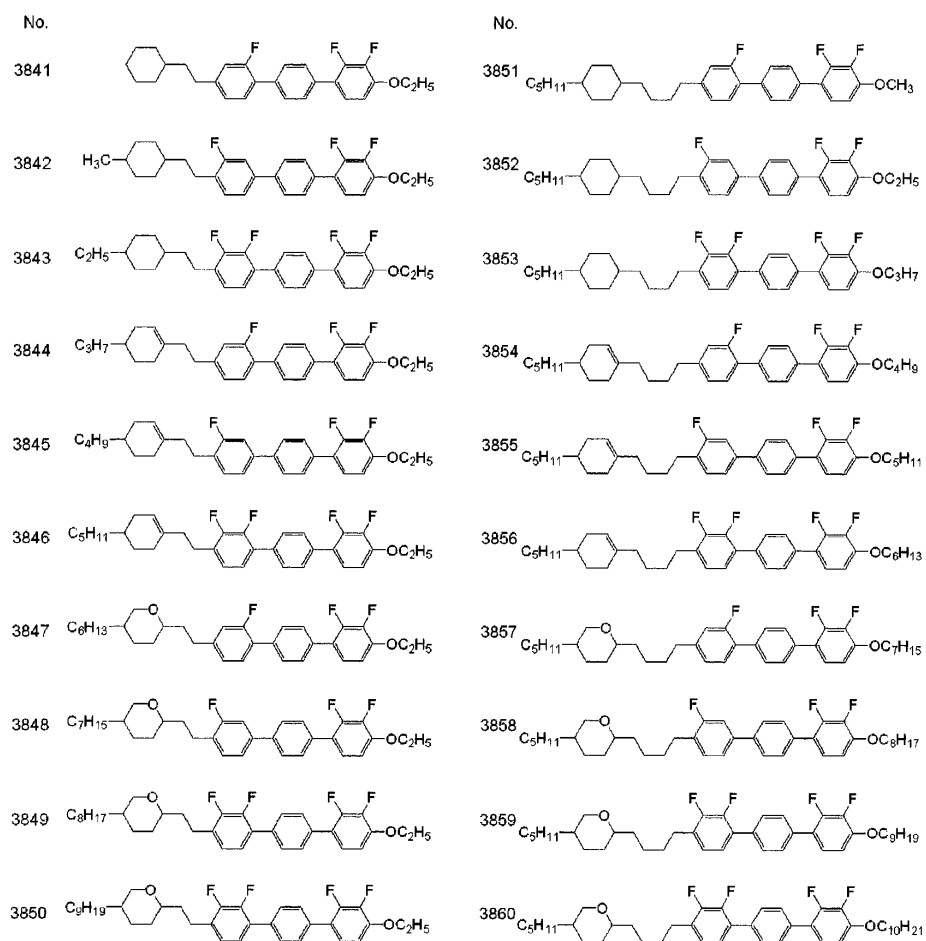 No.
F F F
3841
OC₂H₅
F F F
3842 H₃C
OC₂H₅
F F F F
3843 C₂H₅
OC₂H₅
F F F
3844 C₃H₇
OC₂H₅
F F F
3845 C₄H₉
OC₂H₅
F F F F
3846 C₅H₁₁
OC₂H₅
O F F F
3847 C₆H₁₃
OC₂H₅
O F F F
3848 C₇H₁₅
OC₂H₅
O F F F F
3849 C₈H₁₇
OC₂H₅
O F F F F
3850 C₉H₁₉
OC₂H₅
No.
F F F
3851 C₅H₁₁
OCH₃
F F F
3852 C₅H₁₁
OC₂H₅
F F F F
3853 C₅H₁₁
OC₃H₇
F F F
3854 C₅H₁₁
OC₄H₉
F F F
3855 C₅H₁₁
OC₅H₁₁
F F F F
3856 C₅H₁₁
OC₆H₁₃
O F F F
3857 C₅H₁₁
OC₇H₁₅
O F F F
3858 C₅H₁₁
OC₈H₁₇
O F F F F
3859 C₅H₁₁
OC₉H₁₉
O F F F F
3860 C₅H₁₁
OC₁₀H₂₁